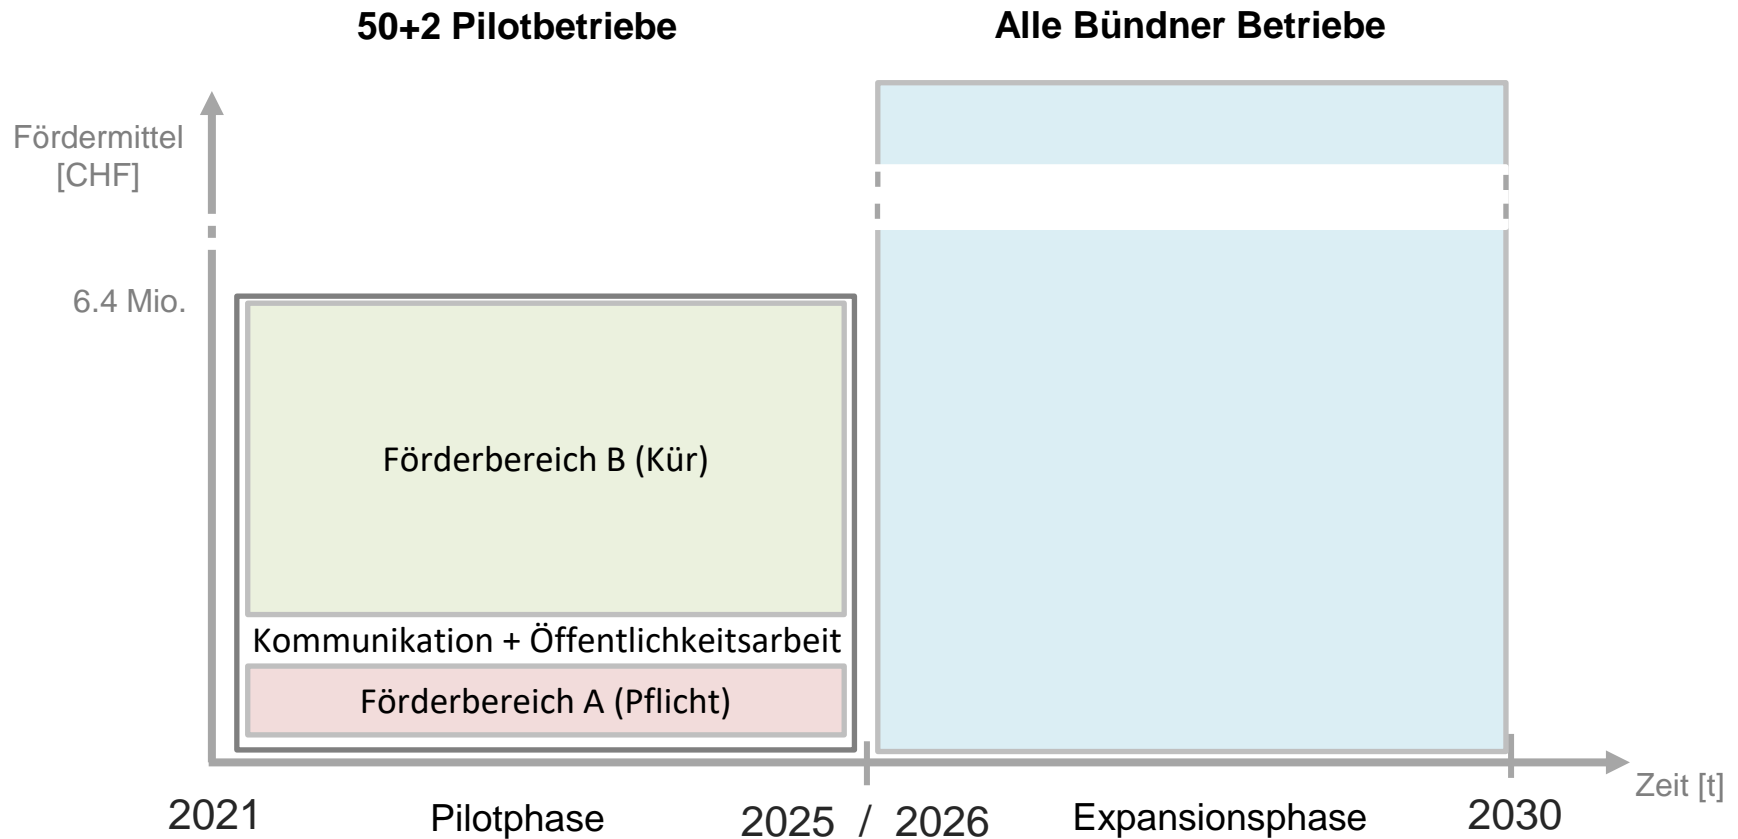 50+2 Pilotbetriebe
Alle Bündner Betriebe
Fördermittel
[CHF]
6.4 Mio.
Förderbereich B (Kür)
Kommunikation + Öffentlichkeitsarbeit
Förderbereich A (Pflicht)
Zeit [t]
2021
Pilotphase
2025 / 2026
Expansionsphase
2030